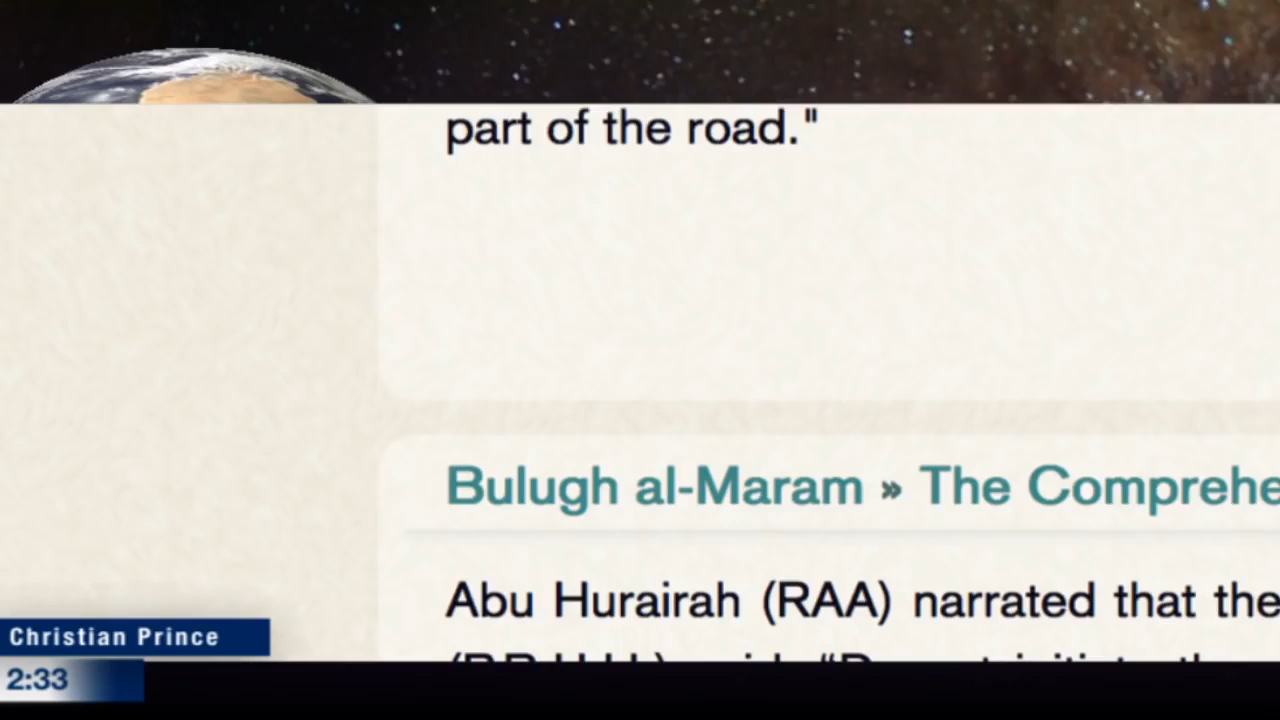 part of the road."
Bulugh al-Maram » The Comprehe
Abu Hurairah (RAA) narrated that the
Christian Prince
2:33